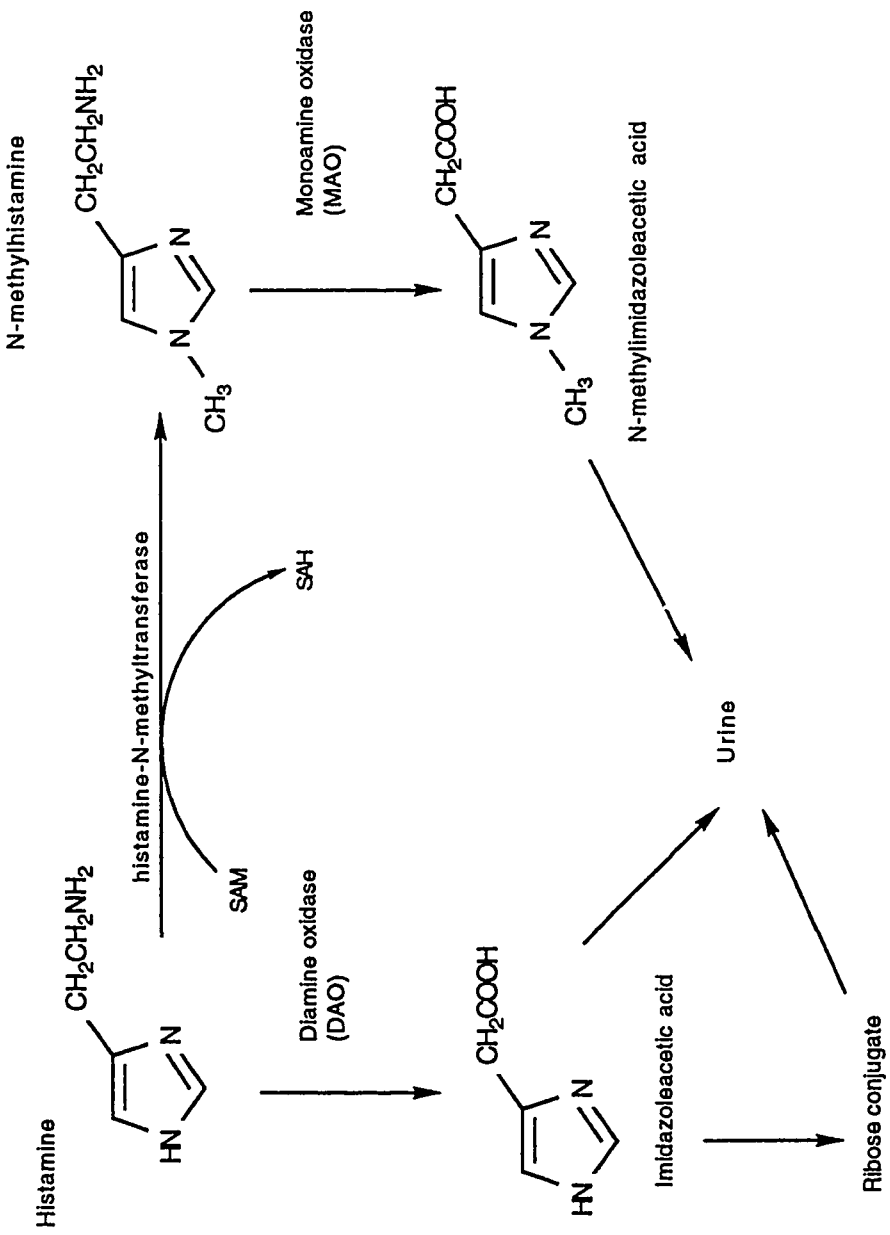 Histamine
CH2CH2NH2
HN
N
histamine-N-methyltransferase
SAM
SAH
N-methylhistamine
CH2CH2NH2
N
N
CH3
Diamine oxidase
(DAO)
Monoamine oxidase
(MAO)
CH2COOH
HN
N
Imidazoleacetic acid
CH2COOH
N
N
CH3
N-methylimidazoleacetic acid
Urine
Ribose conjugate